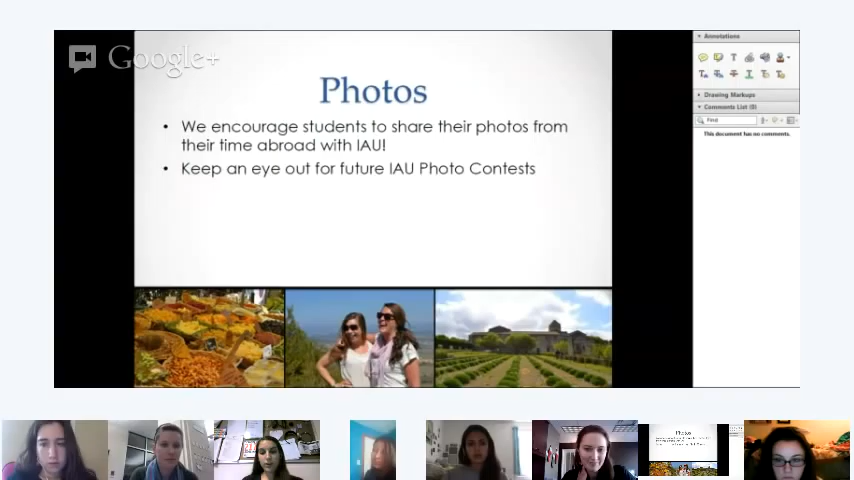 Google+
Photos
• We encourage students to share their photos from
their time abroad with IAU!
• Keep an eye out for future IAU Photo Contests
Annotations
Drawing Markups
Comments List (0)
Find
This document has no comments.
Photos